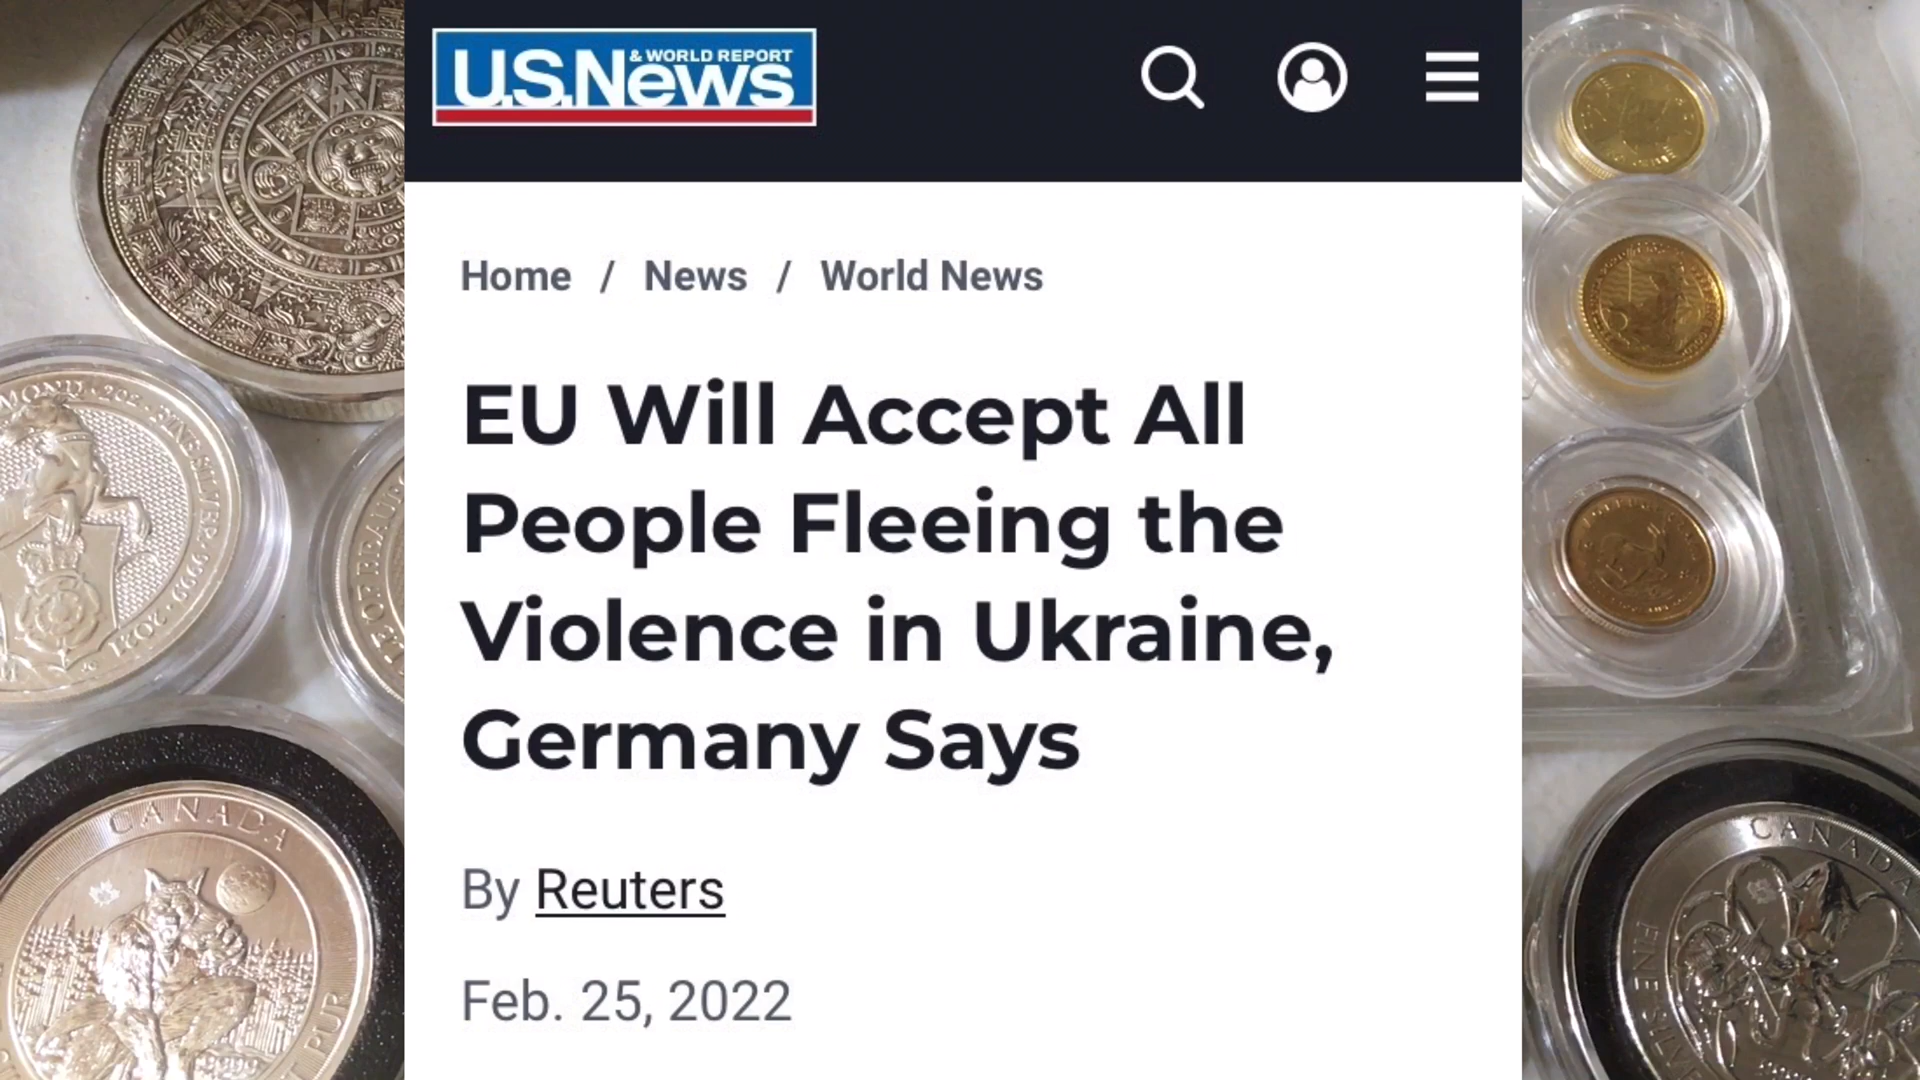 U.S.News
& WORLD REPORT
Home / News / World News
EU Will Accept All
People Fleeing the
Violence in Ukraine,
Germany Says
By Reuters
Feb. 25, 2022
CANADA
CANADA
FINE